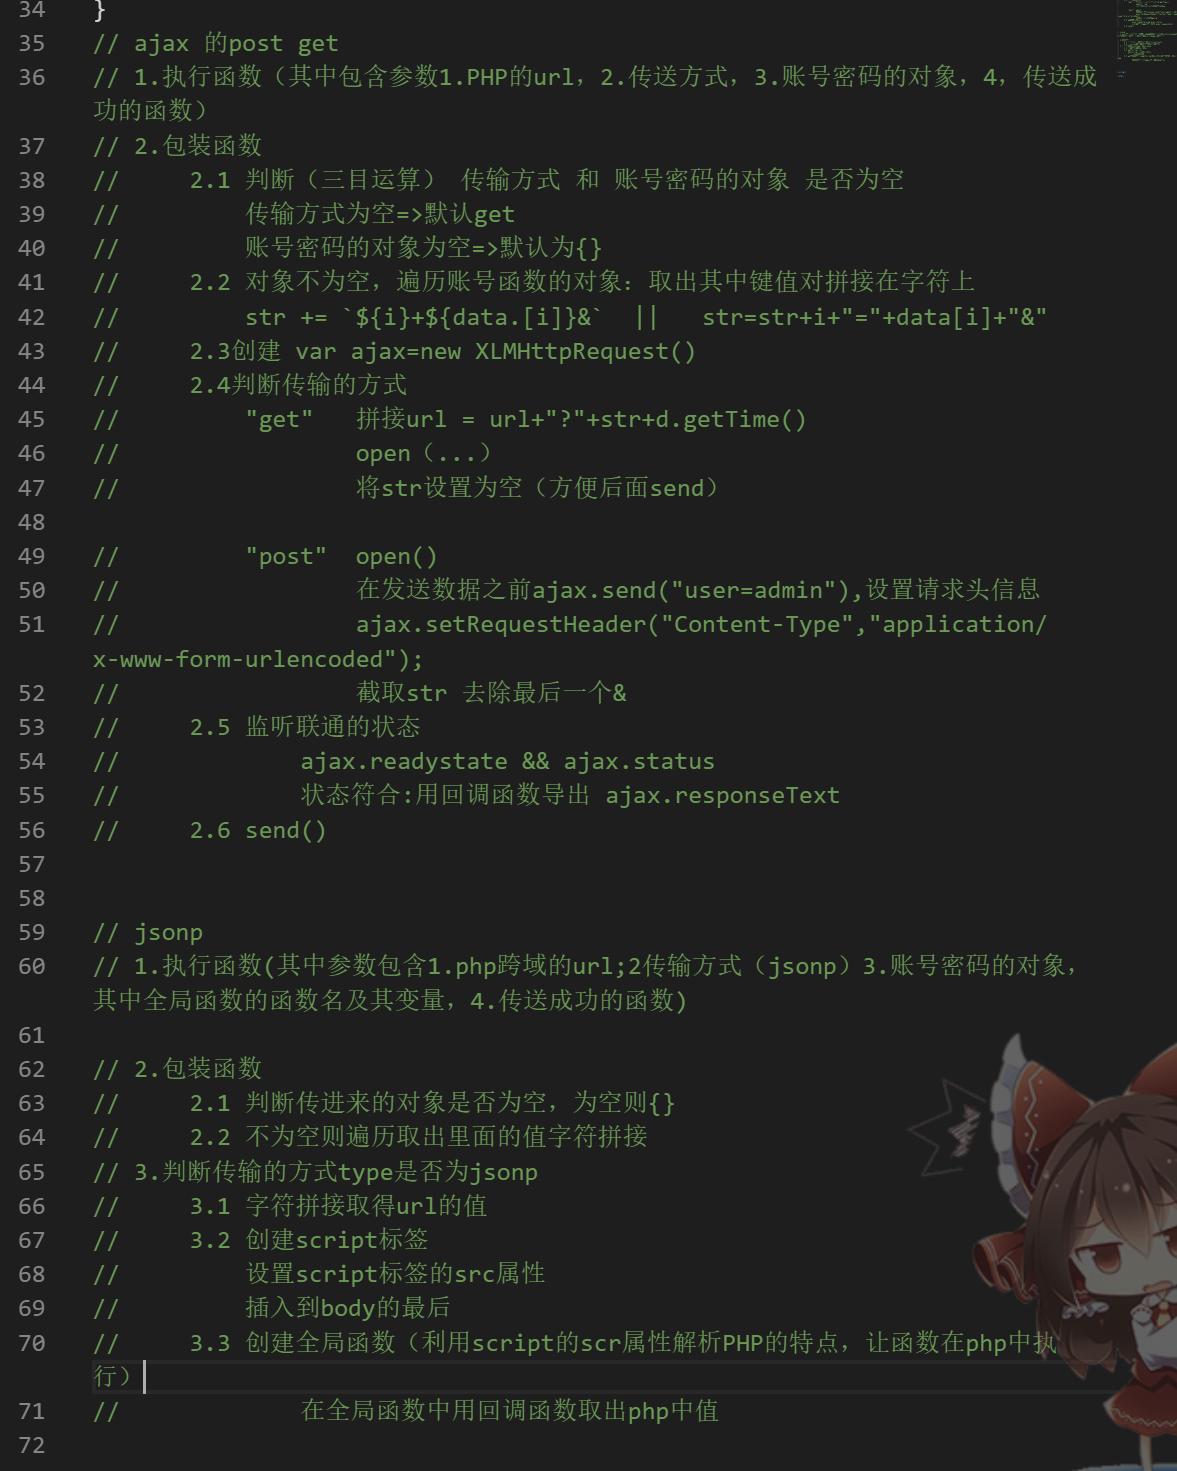 34 }
35 // ajax 的post get
36 // 1.执行函数（其中包含参数1.PHP的url，2.传送方式，3.账号密码的对象，4，传送成
功的函数）
37 // 2.包装函数
38 // 2.1 判断（三目运算） 传输方式 和 账号密码的对象 是否为空
39 // 传输方式为空=>默认get
40 // 账号密码的对象为空=>默认为{}
41 // 2.2 对象不为空，遍历账号函数的对象：取出其中键值对拼接在字符上
42 // str += `${i}+${data.[i]}&` || str=str+i+"="+data[i]+"&"
43 // 2.3创建 var ajax=new XLMHttpRequest()
44 // 2.4判断传输的方式
45 // "get" 拼接url = url+"?"+str+d.getTime()
46 // open（...）
47 // 将str设置为空（方便后面send）
48
49 // "post" open()
50 // 在发送数据之前ajax.send("user=admin"),设置请求头信息
51 // ajax.setRequestHeader("Content-Type","application/
x-www-form-urlencoded");
52 // 截取str 去除最后一个&
53 // 2.5 监听联通的状态
54 // ajax.readystate && ajax.status
55 // 状态符合:用回调函数导出 ajax.responseText
56 // 2.6 send()
57
58
59 // jsonp
60 // 1.执行函数(其中参数包含1.php跨域的url;2传输方式（jsonp）3.账号密码的对象，
其中全局函数的函数名及其变量，4.传送成功的函数)
61
62 // 2.包装函数
63 // 2.1 判断传进来的对象是否为空，为空则{}
64 // 2.2 不为空则遍历取出里面的值字符拼接
65 // 3.判断传输的方式type是否为jsonp
66 // 3.1 字符拼接取得url的值
67 // 3.2 创建script标签
68 // 设置script标签的src属性
69 // 插入到body的最后
70 // 3.3 创建全局函数（利用script的scr属性解析PHP的特点，让函数在php中执
行）
71 // 在全局函数中用回调函数取出php中值
72